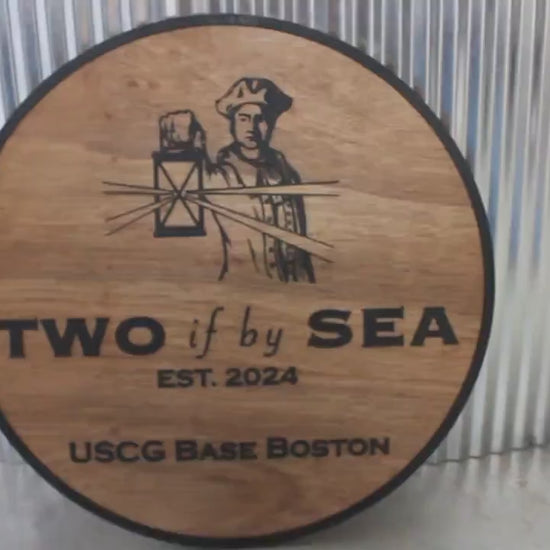 TWO if by SEA
EST. 2024
USCG BASE BOSTON